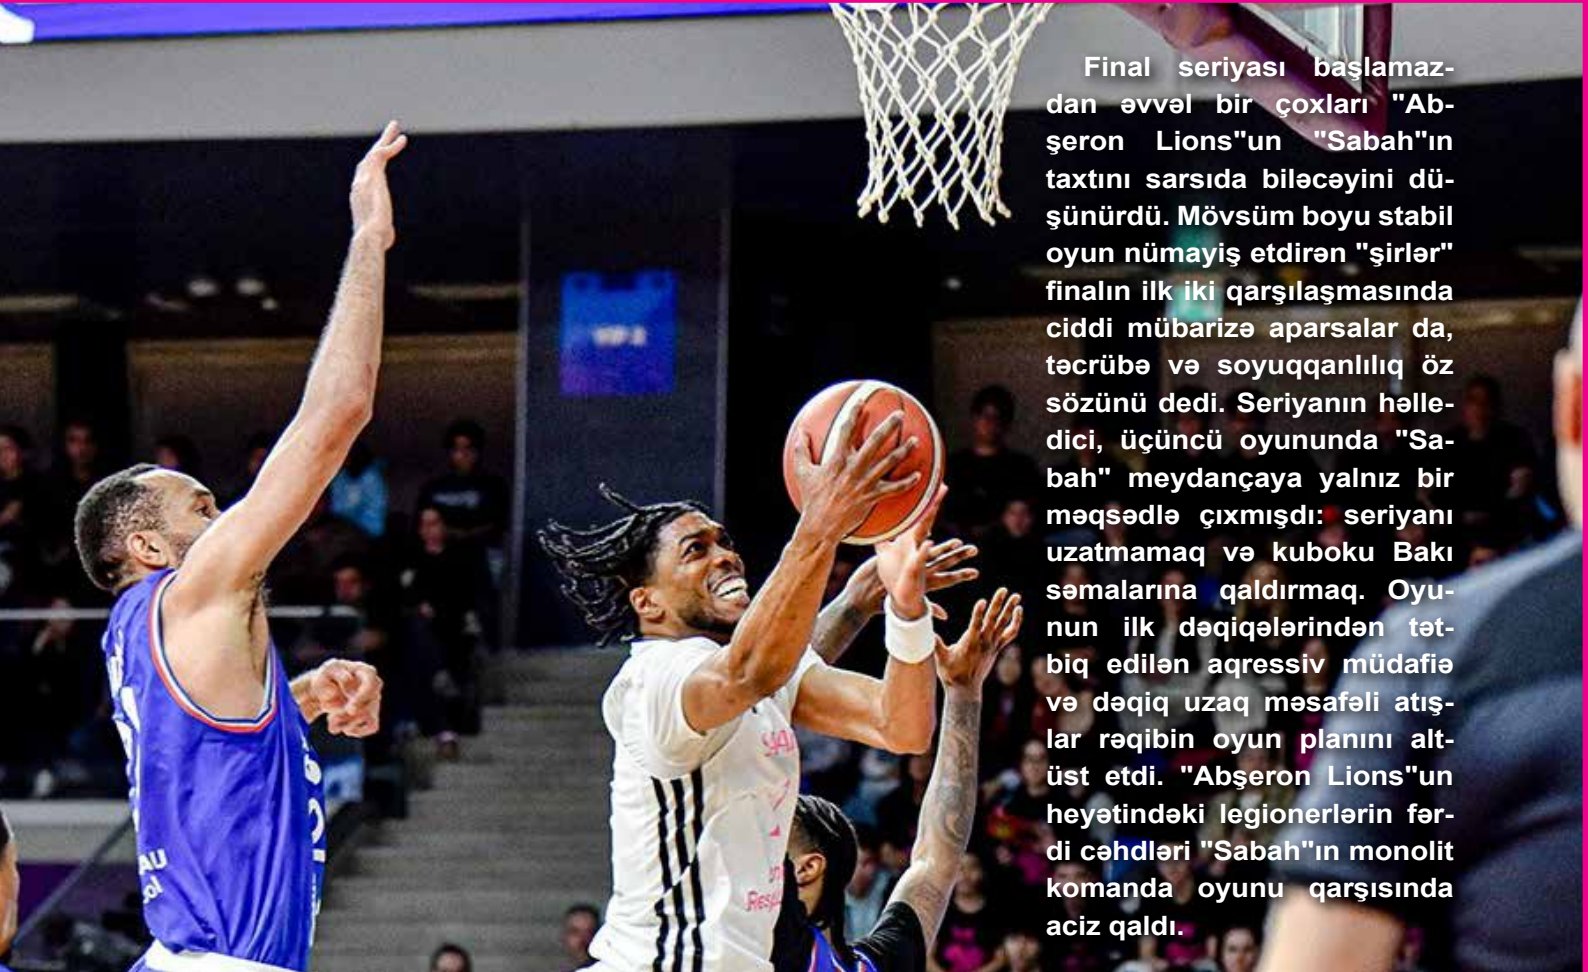 Final seriyası başlamaz-
dan əvvəl bir çoxları "Ab-
şeron Lions"un "Sabah"ın
taxtını sarsıda biləcəyini dü-
şünürdü. Mövsüm boyu stabil
oyun nümayiş etdirən "şirlər"
finalın ilk iki qarşılaşmasında
ciddi mübarizə aparsalar da,
təcrübə və soyuqqanlılıq öz
sözünü dedi. Seriyanın həlle-
dici, üçüncü oyununda "Sa-
bah" meydançaya yalnız bir
məqsədlə çıxmışdı: seriyanı
uzatmamaq və kuboku Bakı
səmalarına qaldırmaq. Oyu-
nun ilk dəqiqələrindən tət-
biq edilən aqressiv müdafiə
və dəqiq uzaq məsafəli atış-
lar rəqibin oyun planını alt-
üst etdi. "Abşeron Lions"un
heyətindəki legionerlərin fər-
di cəhdləri "Sabah"ın monolit
komanda oyunu qarşısında
aciz qaldı.
VIP 2
AU